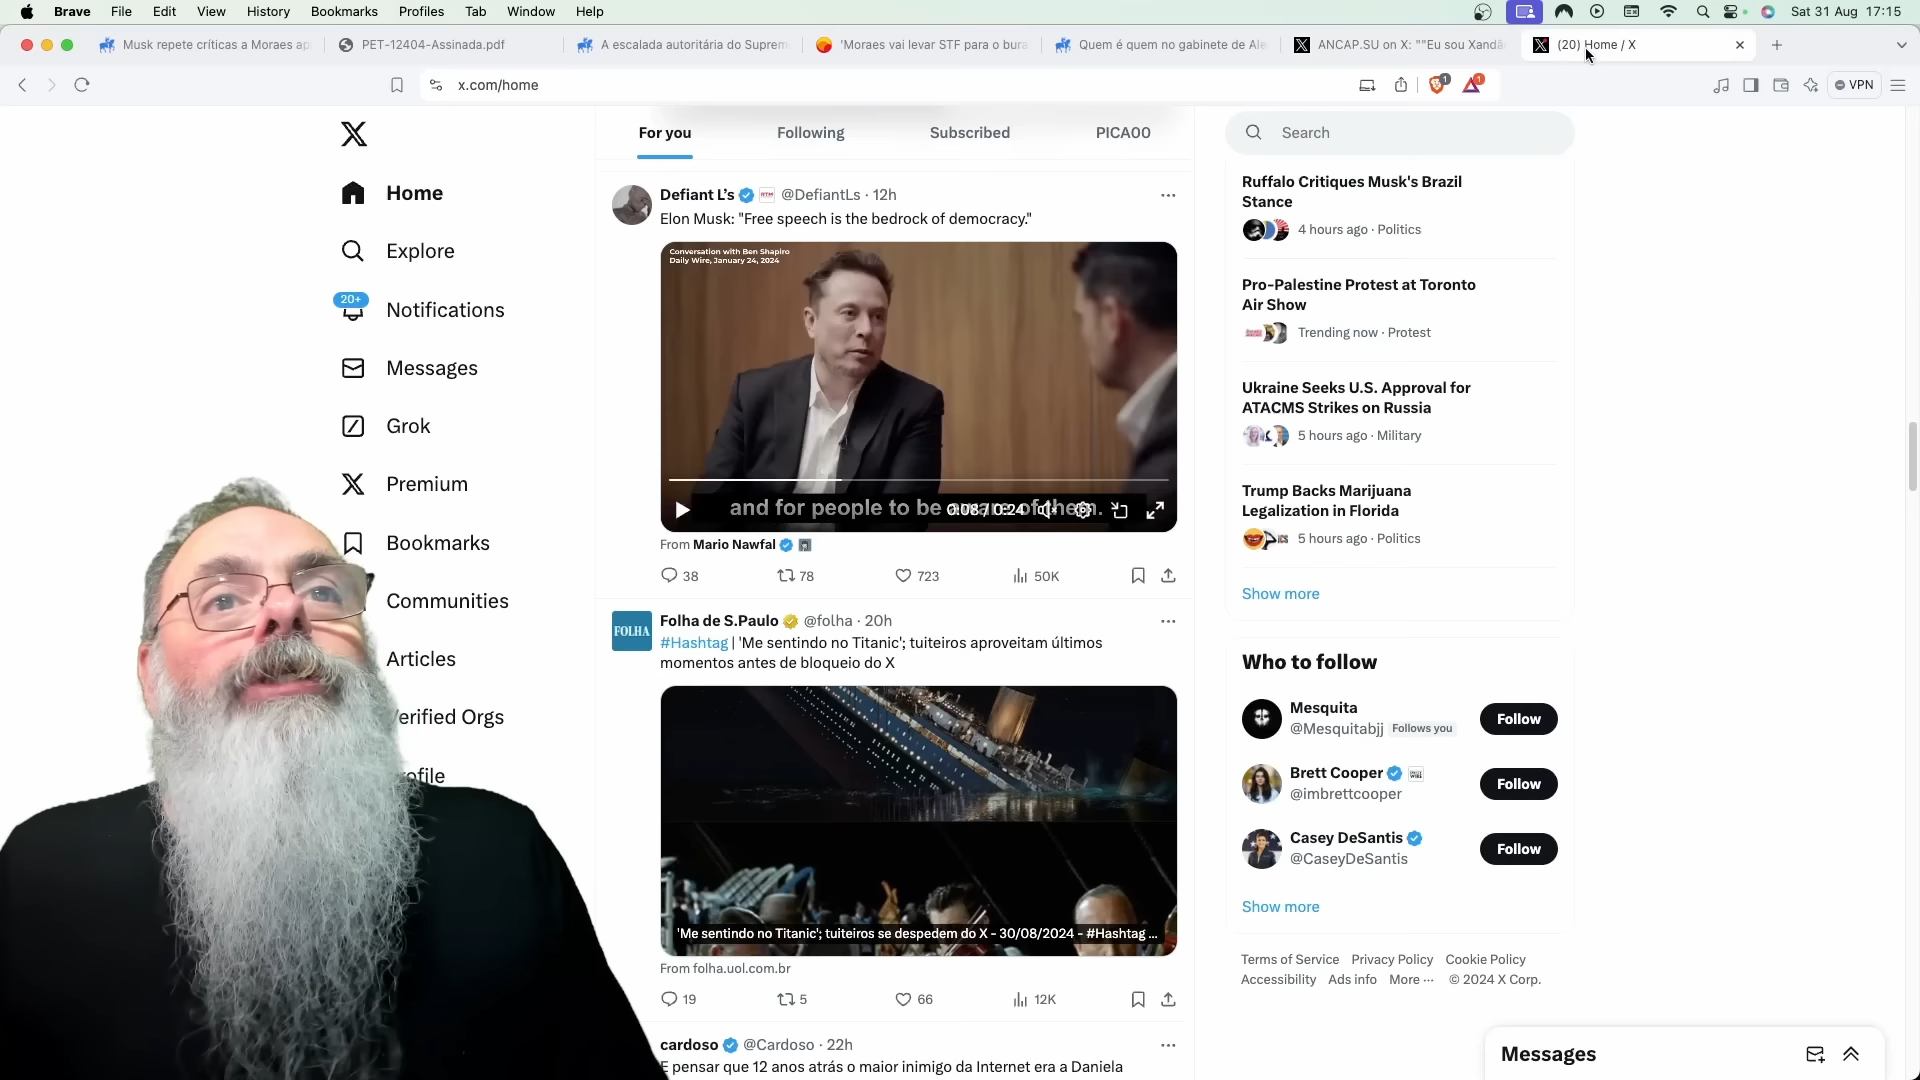 Brave File Edit View History Bookmarks Profiles Tab Window Help Sat 31 Aug 17:15
Musk repete críticas a Moraes ap
PET-12404-Assinada.pdf
A escalada autoritária do Suprem
'Moraes vai levar STF para o bura
Quem é quem no gabinete de Ale
ANCAP.SU on X: ""Eu sou Xandã
(20) Home / X
x.com/home
1
1
VPN
Home
Explore
20+
Notifications
Messages
Grok
Premium
Bookmarks
Communities
Articles
erified Orgs
ofile
For you Following Subscribed PICA00
Defiant L's @DefiantLs · 12h
Elon Musk: "Free speech is the bedrock of democracy."
Conversation with Ben Shapiro
Daily Wire, January 24, 2024
and for people to be aware of them.
0:08 / 0:24
From Mario Nawfal
38 78 723 50K
FOLHA
Folha de S.Paulo @folha · 20h
#Hashtag | 'Me sentindo no Titanic'; tuiteiros aproveitam últimos
momentos antes de bloqueio do X
'Me sentindo no Titanic'; tuiteiros se despedem do X - 30/08/2024 - #Hashtag ...
From folha.uol.com.br
19 5 66 12K
cardoso @Cardoso · 22h
E pensar que 12 anos atrás o maior inimigo da Internet era a Daniela
Search
Ruffalo Critiques Musk's Brazil
Stance
4 hours ago · Politics
Pro-Palestine Protest at Toronto
Air Show
Trending now · Protest
Ukraine Seeks U.S. Approval for
ATACMS Strikes on Russia
5 hours ago · Military
Trump Backs Marijuana
Legalization in Florida
5 hours ago · Politics
Show more
Who to follow
Mesquita
@Mesquitabjj Follows you
Follow
Brett Cooper
@imbrettcooper
Follow
Casey DeSantis
@CaseyDeSantis
Follow
Show more
Terms of Service Privacy Policy Cookie Policy
Accessibility Ads info More ··· © 2024 X Corp.
Messages